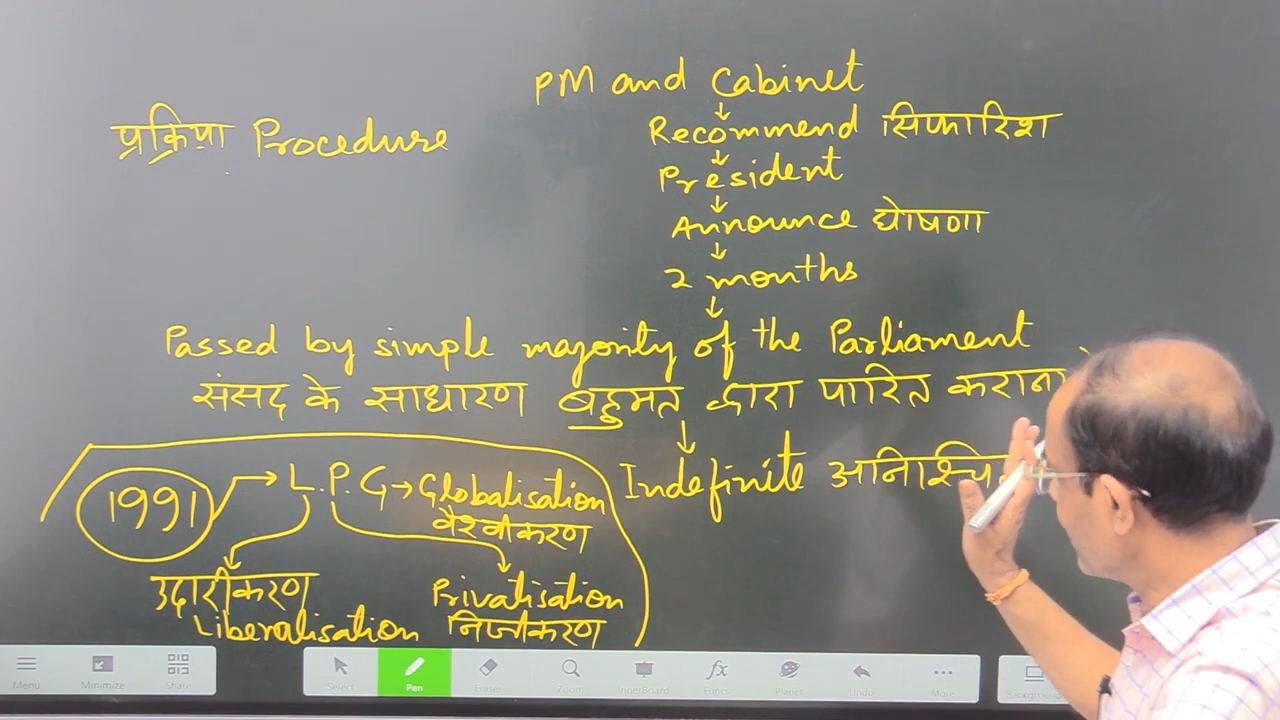 PM and Cabinet
↓
प्रक्रिया Procedure
Recommend सिफारिश
↓
President
↓
Announce घोषणा
↓
2 months
↓
Passed by simple majority of the Parliament
संसद के साधारण बहुमत द्वारा पारित कराना
↓
Indefinite
1991 → L.P.G → Globalisation
वैश्वीकरण
उदारीकरण
Liberalisation
Privatisation
निजीकरण
Menu Minimize Share Select Pen Eraser Zoom InnerBoard Funcs Planet Undo More